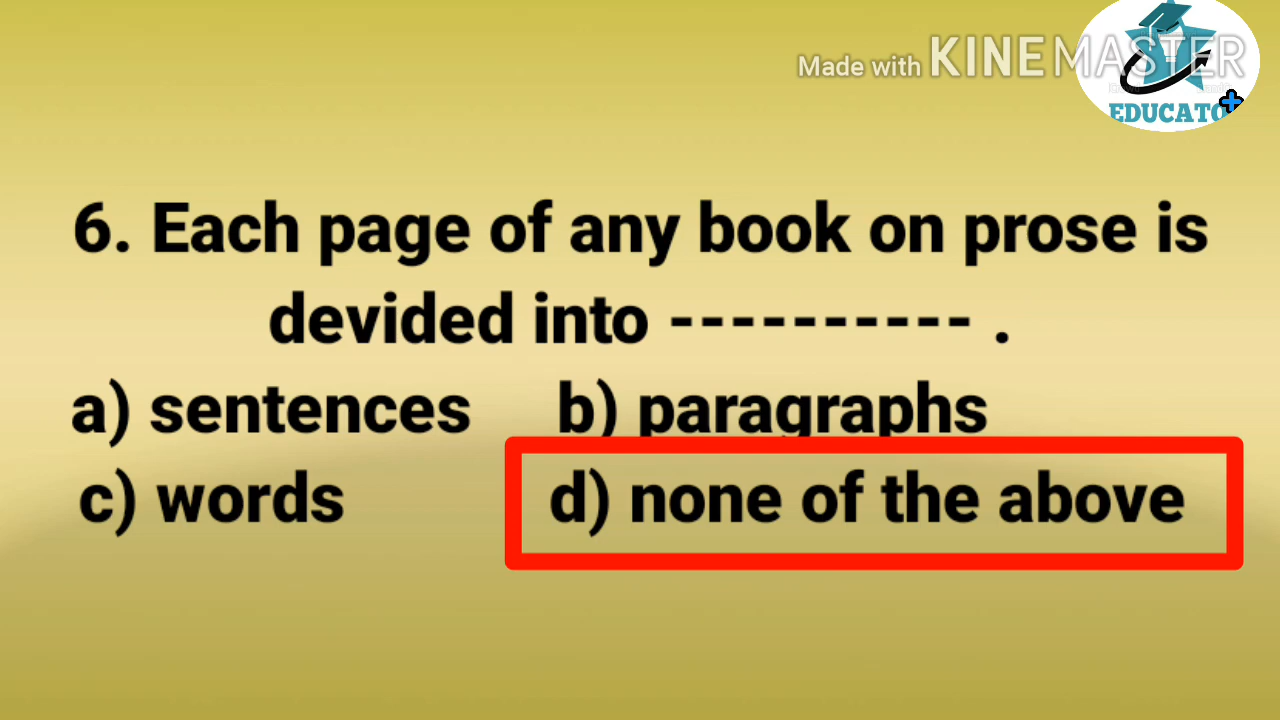 Made with KINEMASTER
EDUCATO
6. Each page of any book on prose is
devided into ---------- .
a) sentences b) paragraphs
c) words d) none of the above